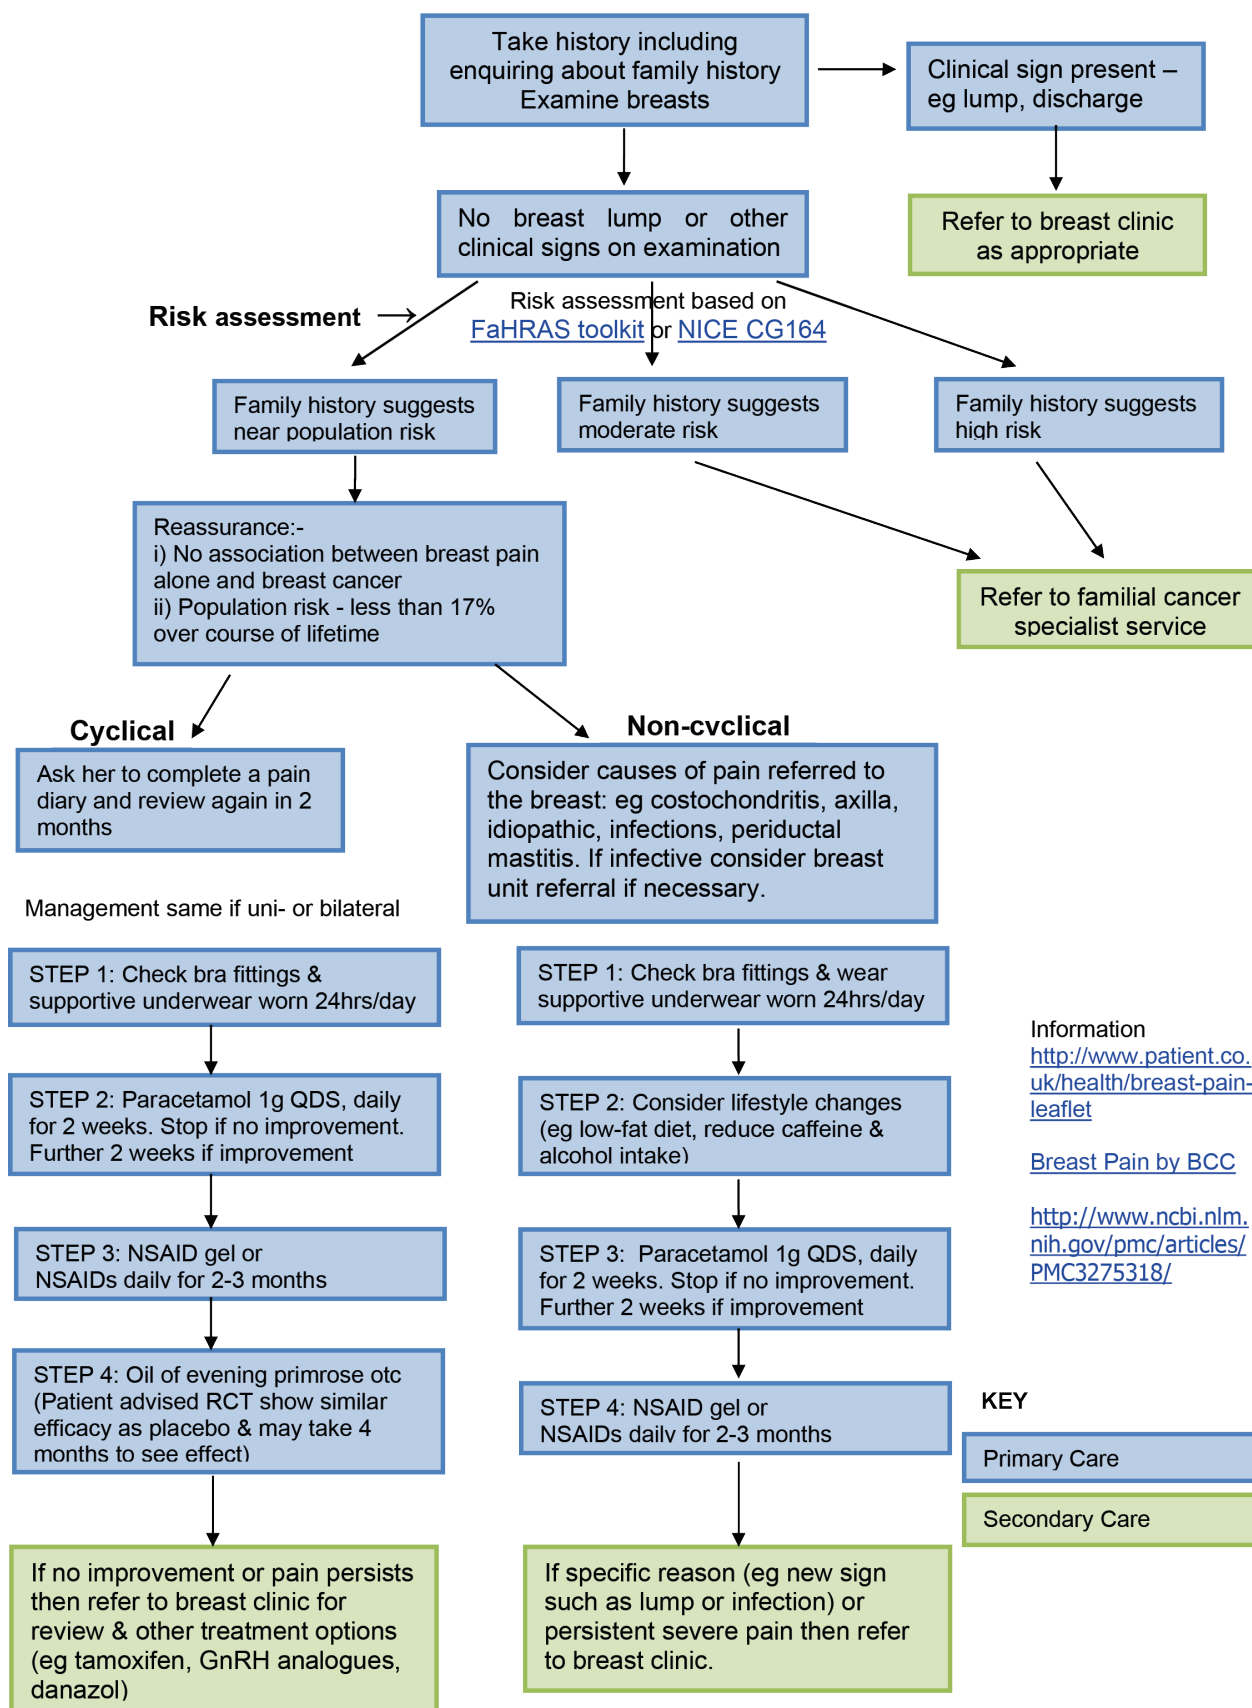 Take history including
enquiring about family history
Examine breasts
Clinical sign present –
eg lump, discharge
No breast lump or other
clinical signs on examination
Refer to breast clinic
as appropriate
Risk assessment →
Risk assessment based on
FaHRAS toolkit or NICE CG164
Family history suggests
near population risk
Family history suggests
moderate risk
Family history suggests
high risk
Reassurance:-
i) No association between breast pain
alone and breast cancer
ii) Population risk - less than 17%
over course of lifetime
Refer to familial cancer
specialist service
Cyclical
Ask her to complete a pain
diary and review again in 2
months
Management same if uni- or bilateral
STEP 1: Check bra fittings &
supportive underwear worn 24hrs/day
STEP 2: Paracetamol 1g QDS, daily
for 2 weeks. Stop if no improvement.
Further 2 weeks if improvement
STEP 3: NSAID gel or
NSAIDs daily for 2-3 months
STEP 4: Oil of evening primrose otc
(Patient advised RCT show similar
efficacy as placebo & may take 4
months to see effect)
If no improvement or pain persists
then refer to breast clinic for
review & other treatment options
(eg tamoxifen, GnRH analogues,
danazol)
Non-cyclical
Consider causes of pain referred to
the breast: eg costochondritis, axilla,
idiopathic, infections, periductal
mastitis. If infective consider breast
unit referral if necessary.
STEP 1: Check bra fittings & wear
supportive underwear worn 24hrs/day
STEP 2: Consider lifestyle changes
(eg low-fat diet, reduce caffeine &
alcohol intake)
STEP 3: Paracetamol 1g QDS, daily
for 2 weeks. Stop if no improvement.
Further 2 weeks if improvement
STEP 4: NSAID gel or
NSAIDs daily for 2-3 months
If specific reason (eg new sign
such as lump or infection) or
persistent severe pain then refer
to breast clinic.
Information
http://www.patient.co.
uk/health/breast-pain-
leaflet
Breast Pain by BCC
http://www.ncbi.nlm.
nih.gov/pmc/articles/
PMC3275318/
KEY
Primary Care
Secondary Care